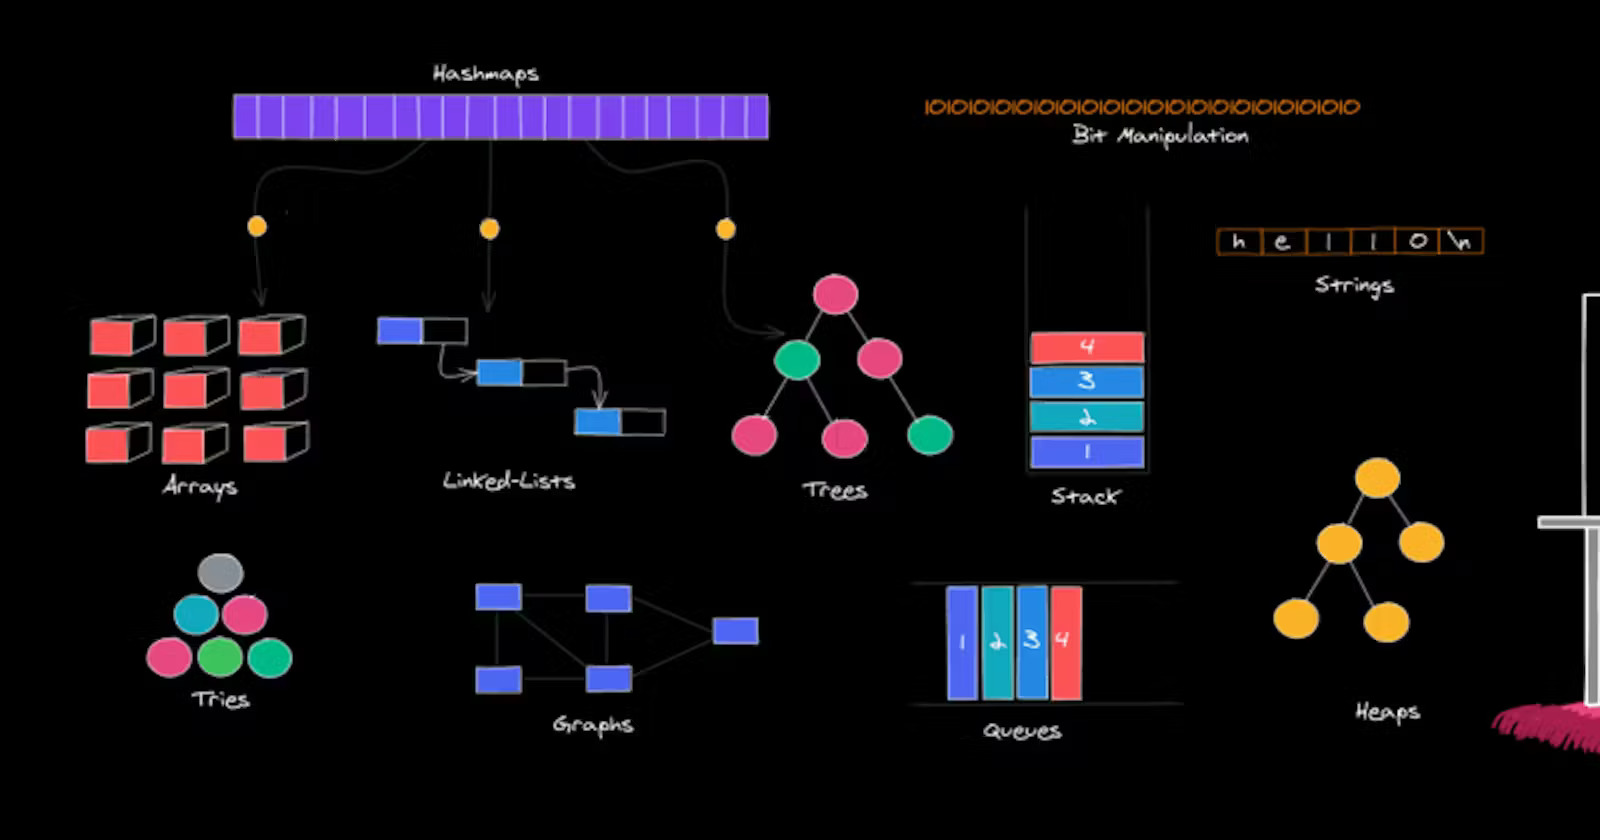 Hashmaps
1010101010101010101010101010101010101010
Bit Manipulation
h e l l o \n
Strings
4
3
2
1
Arrays
Linked-Lists
Trees
Stack
1 2 3 4
Tries
Graphs
Queues
Heaps